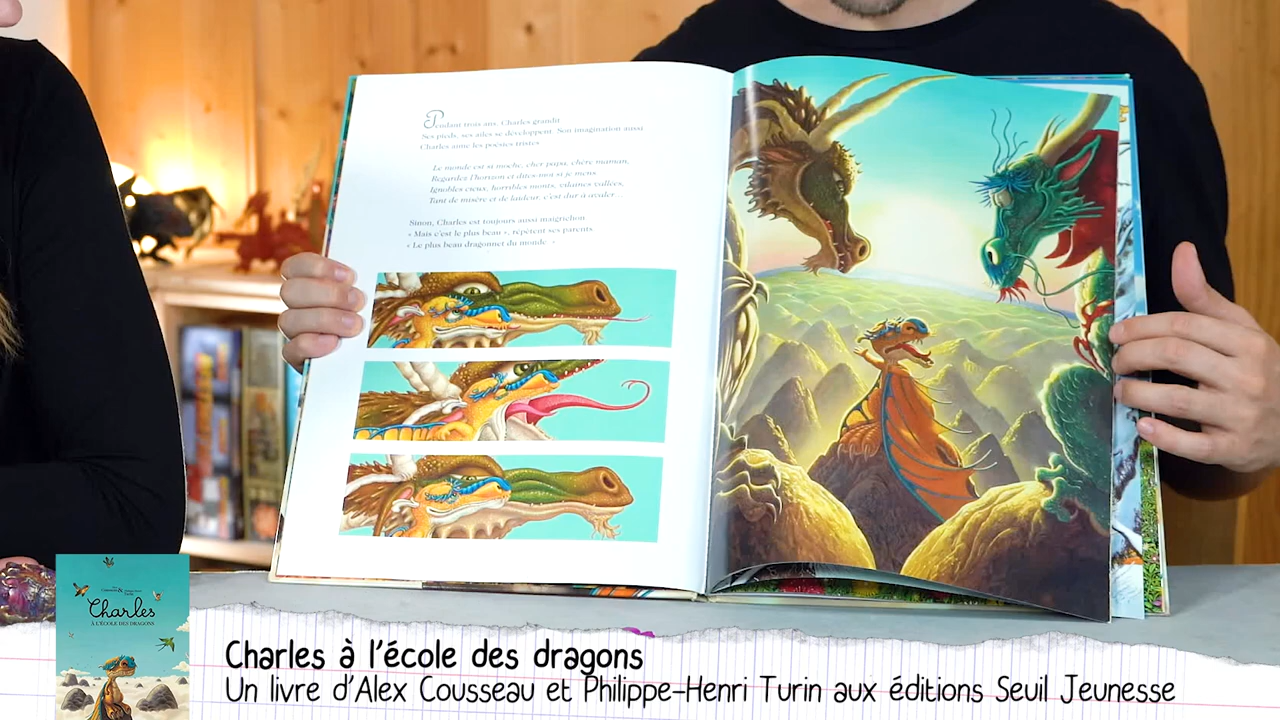 Pendant trois ans, Charles grandit.
Ses pieds, ses ailes se développent. Son imagination aussi.
Charles aime les poésies tristes.
Le monde est si moche, cher papa, chère maman,
Regardez l'horizon et dites-moi si je mens.
Ignobles cieux, horribles monts, vilaines vallées,
Tant de misère et de laideur, c'est dur à avaler...
Sinon, Charles est toujours aussi maigrichon.
« Mais c'est le plus beau », répètent ses parents.
« Le plus beau dragonnet du monde. »
Charles
À L'ÉCOLE DES DRAGONS
Charles à l'école des dragons
Un livre d'Alex Cousseau et Philippe-Henri Turin aux éditions Seuil Jeunesse